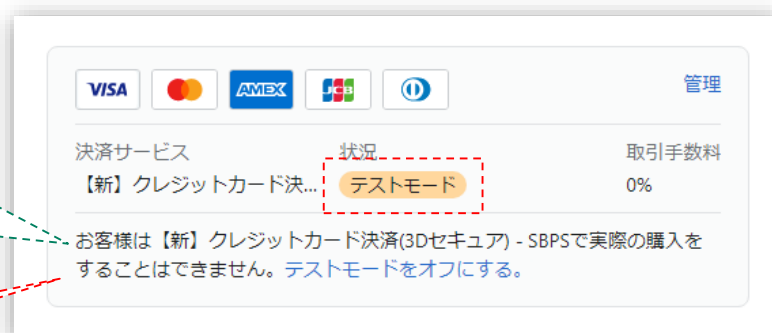 VISA AMEX JCB 管理
決済サービス 状況 取引手数料
【新】クレジットカード決... テストモード 0%
お客様は【新】クレジットカード決済(3Dセキュア) - SBPSで実際の購入を
することはできません。テストモードをオフにする。